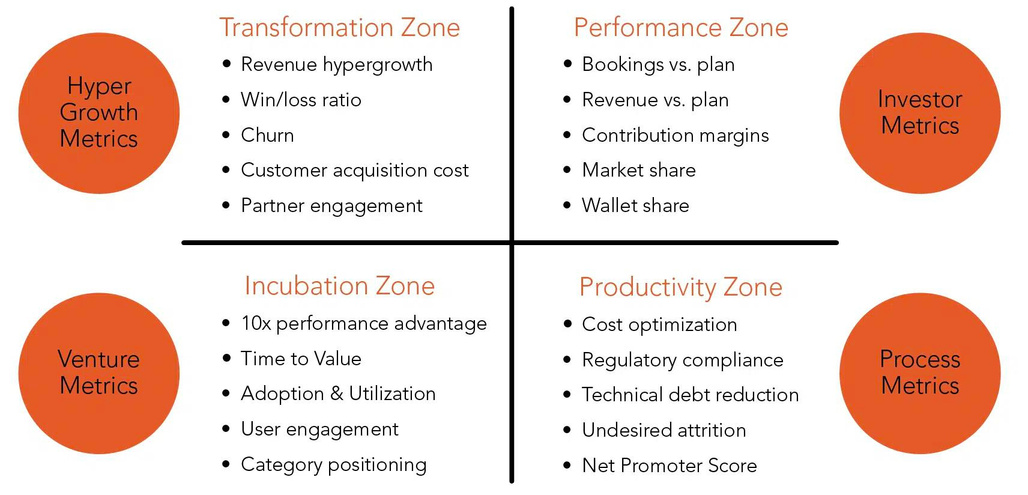 Hyper
Growth
Metrics
Transformation Zone
• Revenue hypergrowth
• Win/loss ratio
• Churn
• Customer acquisition cost
• Partner engagement
Performance Zone
• Bookings vs. plan
• Revenue vs. plan
• Contribution margins
• Market share
• Wallet share
Investor
Metrics
Venture
Metrics
Incubation Zone
• 10x performance advantage
• Time to Value
• Adoption & Utilization
• User engagement
• Category positioning
Productivity Zone
• Cost optimization
• Regulatory compliance
• Technical debt reduction
• Undesired attrition
• Net Promoter Score
Process
Metrics